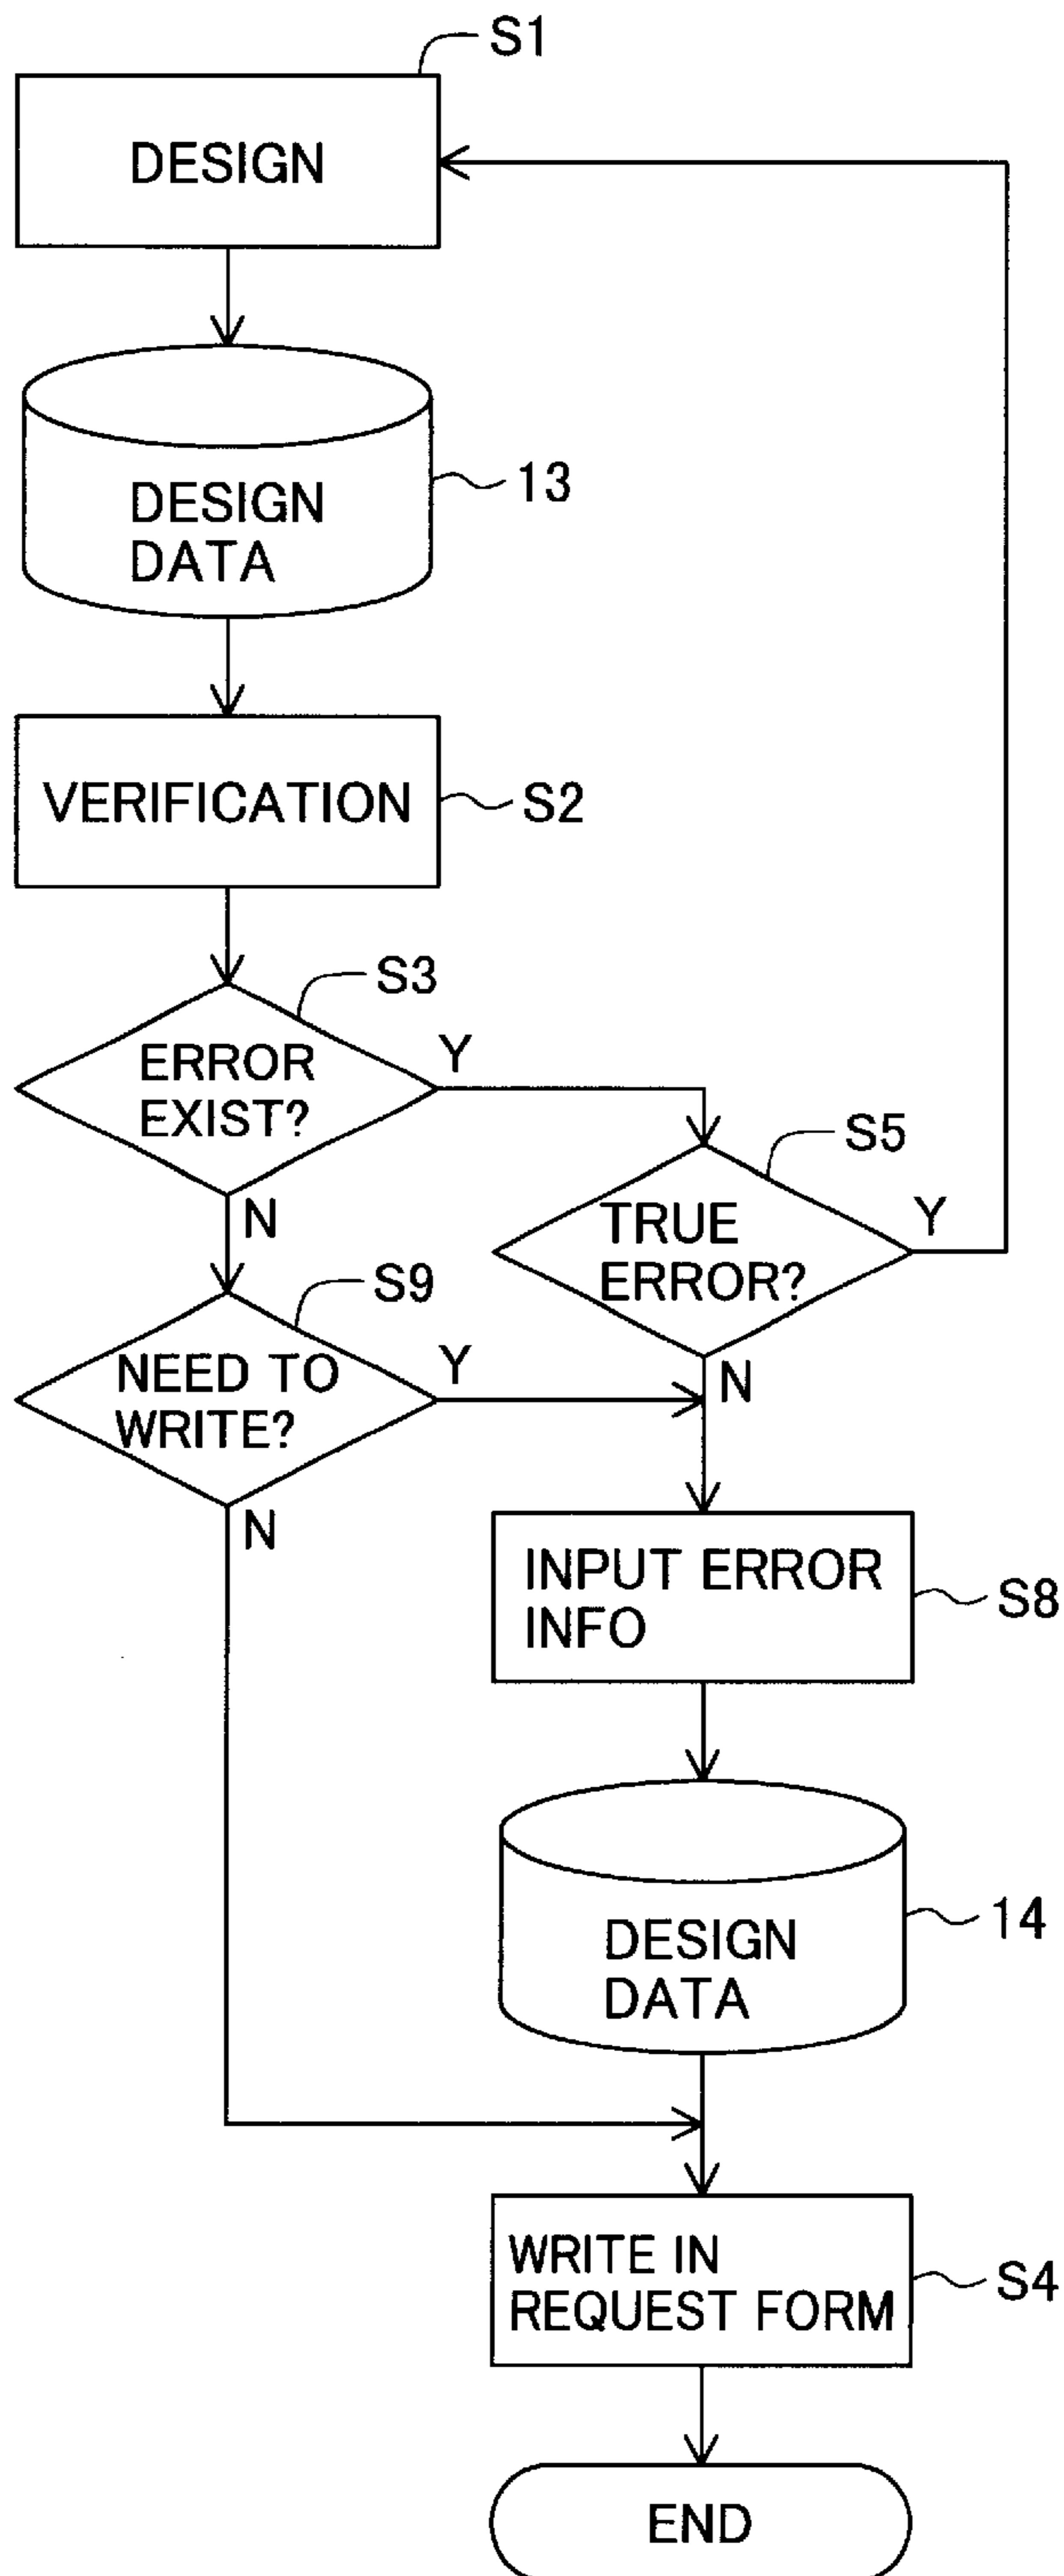 S1
DESIGN
DESIGN
DATA
13
VERIFICATION
S2
S3
ERROR
EXIST?
Y
N
S5
TRUE
ERROR?
Y
N
S9
NEED TO
WRITE?
Y
N
INPUT ERROR
INFO
S8
DESIGN
DATA
14
WRITE IN
REQUEST FORM
S4
END